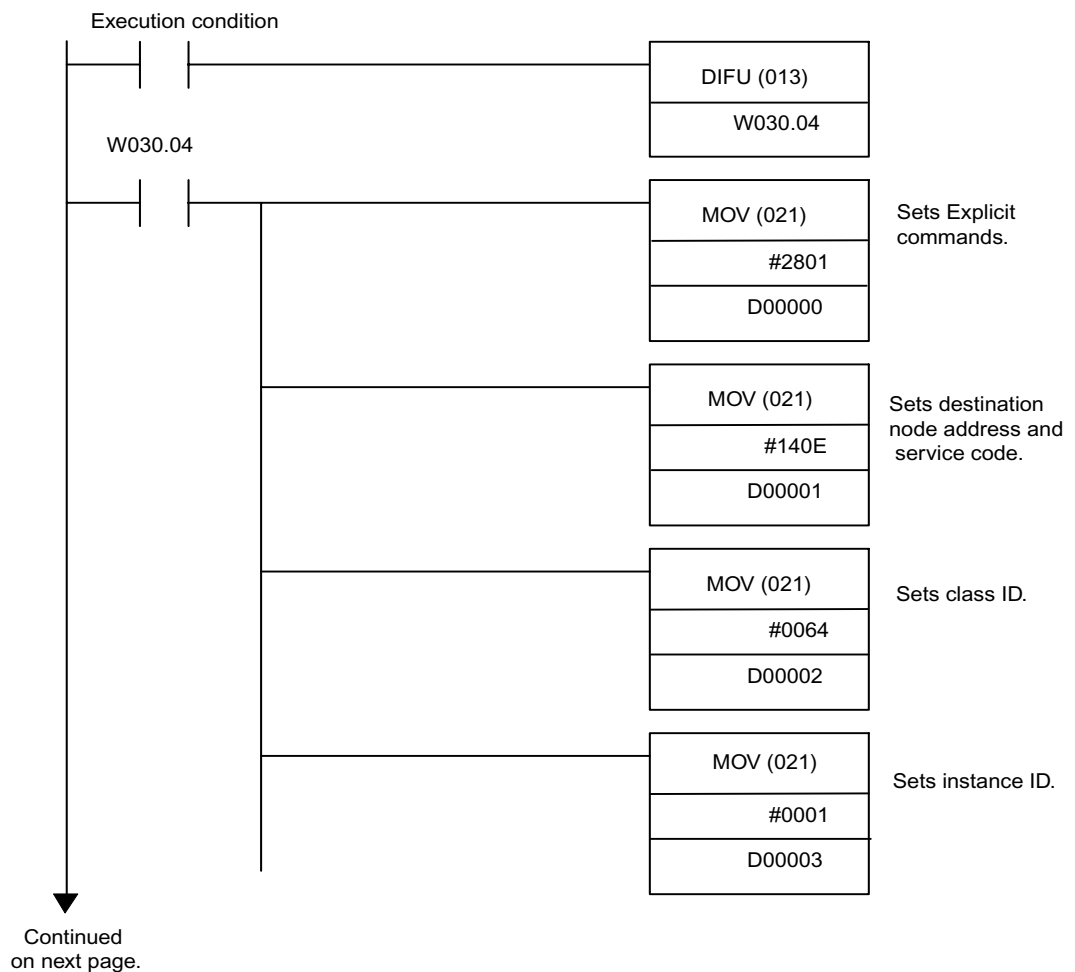 Execution condition
DIFU (013)
W030.04
W030.04
MOV (021)
#2801
D00000
Sets Explicit
commands.
MOV (021)
#140E
D00001
Sets destination
node address and
service code.
MOV (021)
#0064
D00002
Sets class ID.
MOV (021)
#0001
D00003
Sets instance ID.
Continued
on next page.